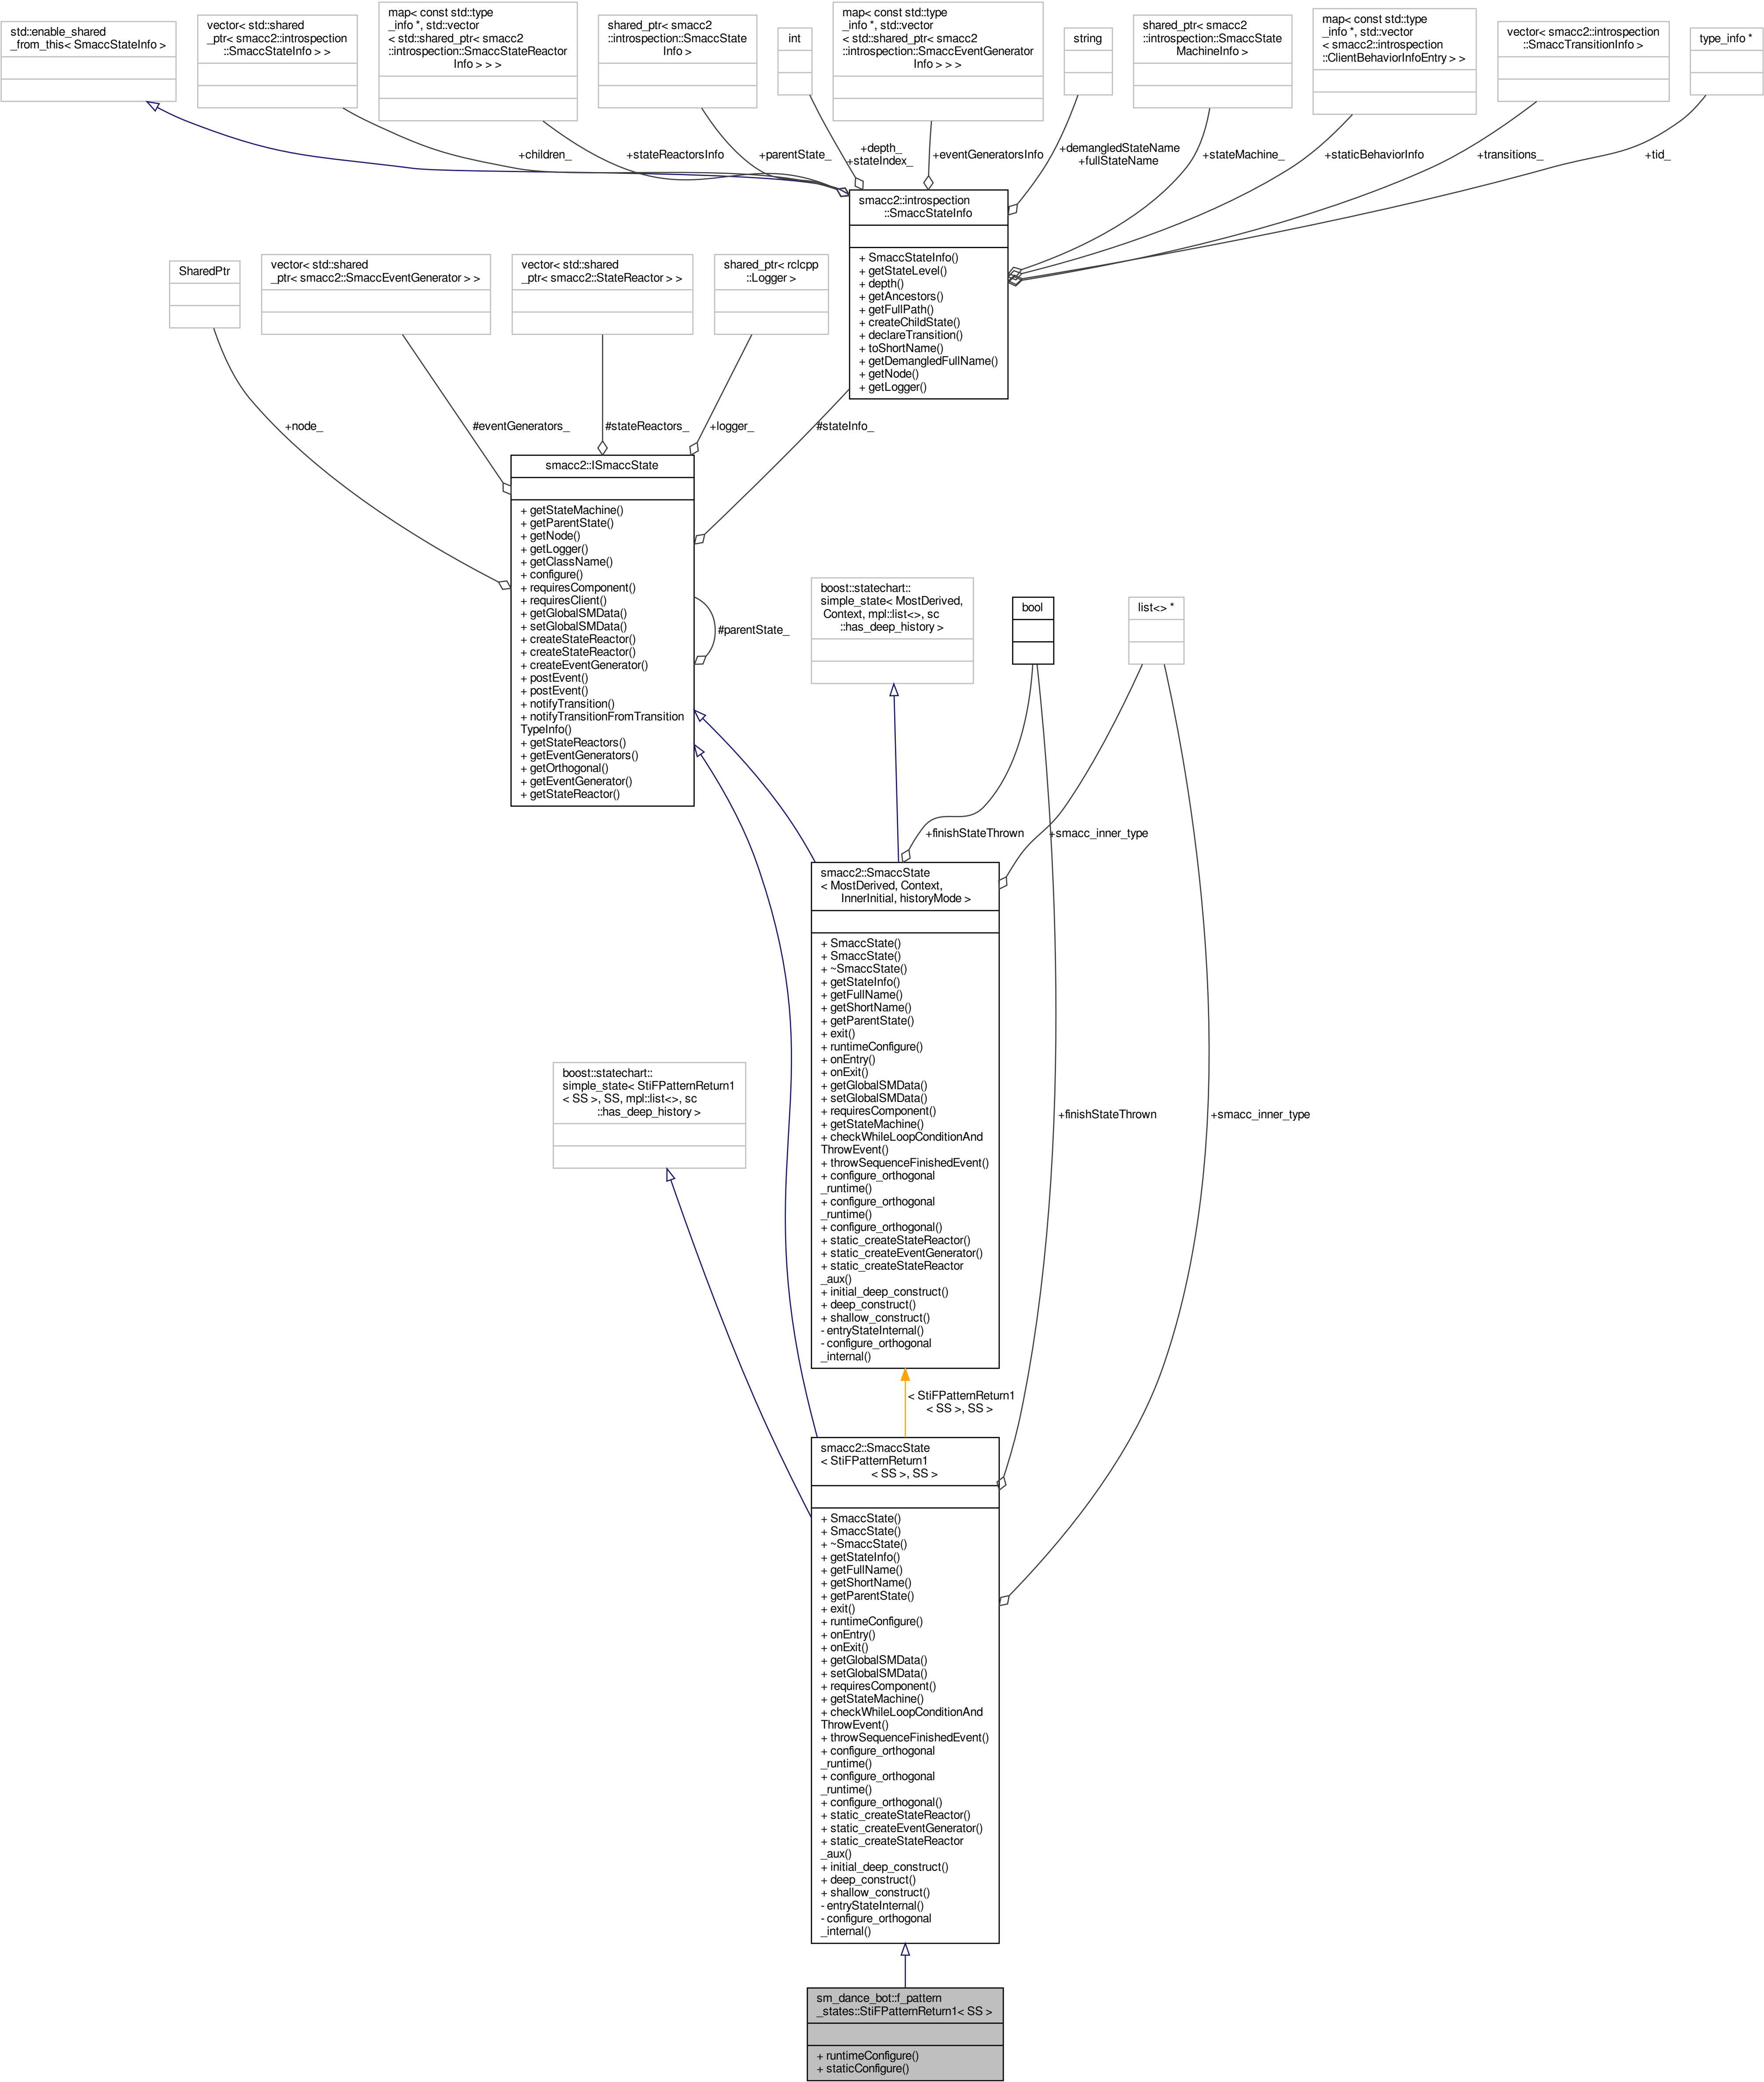 std::enable_shared
_from_this< SmaccStateInfo >
vector< std::shared
_ptr< smacc2::introspection
::SmaccStateInfo > >
map< const std::type
_info *, std::vector
< std::shared_ptr< smacc2
::introspection::SmaccStateReactor
Info > > >
shared_ptr< smacc2
::introspection::SmaccState
Info >
int
map< const std::type
_info *, std::vector
< std::shared_ptr< smacc2
::introspection::SmaccEventGenerator
Info > > >
string
shared_ptr< smacc2
::introspection::SmaccState
MachineInfo >
map< const std::type
_info *, std::vector
< smacc2::introspection
::ClientBehaviorInfoEntry > >
vector< smacc2::introspection
::SmaccTransitionInfo >
type_info *
+children_
+stateReactorsInfo
+parentState_
+depth_
+stateIndex_
+eventGeneratorsInfo
+demangledStateName
+fullStateName
+stateMachine_
+staticBehaviorInfo
+transitions_
+tid_
smacc2::introspection
::SmaccStateInfo
+ SmaccStateInfo()
+ getStateLevel()
+ depth()
+ getAncestors()
+ getFullPath()
+ createChildState()
+ declareTransition()
+ toShortName()
+ getDemangledFullName()
+ getNode()
+ getLogger()
SharedPtr
vector< std::shared
_ptr< smacc2::SmaccEventGenerator > >
vector< std::shared
_ptr< smacc2::StateReactor > >
shared_ptr< rclcpp
::Logger >
+node_
#eventGenerators_
#stateReactors_
+logger_
#stateInfo_
smacc2::ISmaccState
+ getStateMachine()
+ getParentState()
+ getNode()
+ getLogger()
+ getClassName()
+ configure()
+ requiresComponent()
+ requiresClient()
+ getGlobalSMData()
+ setGlobalSMData()
+ createStateReactor()
+ createStateReactor()
+ createEventGenerator()
+ postEvent()
+ postEvent()
+ notifyTransition()
+ notifyTransitionFromTransition
TypeInfo()
+ getStateReactors()
+ getEventGenerators()
+ getOrthogonal()
+ getEventGenerator()
+ getStateReactor()
#parentState_
boost::statechart::
simple_state< MostDerived,
Context, mpl::list<>, sc
::has_deep_history >
bool
list<> *
+finishStateThrown
+smacc_inner_type
smacc2::SmaccState
< MostDerived, Context,
InnerInitial, historyMode >
+ SmaccState()
+ SmaccState()
+ ~SmaccState()
+ getStateInfo()
+ getFullName()
+ getShortName()
+ getParentState()
+ exit()
+ runtimeConfigure()
+ onEntry()
+ onExit()
+ getGlobalSMData()
+ setGlobalSMData()
+ requiresComponent()
+ getStateMachine()
+ checkWhileLoopConditionAnd
ThrowEvent()
+ throwSequenceFinishedEvent()
+ configure_orthogonal
_runtime()
+ configure_orthogonal
_runtime()
+ configure_orthogonal()
+ static_createStateReactor()
+ static_createEventGenerator()
+ static_createStateReactor
_aux()
+ initial_deep_construct()
+ deep_construct()
+ shallow_construct()
- entryStateInternal()
- configure_orthogonal
_internal()
boost::statechart::
simple_state< StiFPatternReturn1
< SS >, SS, mpl::list<>, sc
::has_deep_history >
+finishStateThrown
+smacc_inner_type
< StiFPatternReturn1
< SS >, SS >
smacc2::SmaccState
< StiFPatternReturn1
< SS >, SS >
+ SmaccState()
+ SmaccState()
+ ~SmaccState()
+ getStateInfo()
+ getFullName()
+ getShortName()
+ getParentState()
+ exit()
+ runtimeConfigure()
+ onEntry()
+ onExit()
+ getGlobalSMData()
+ setGlobalSMData()
+ requiresComponent()
+ getStateMachine()
+ checkWhileLoopConditionAnd
ThrowEvent()
+ throwSequenceFinishedEvent()
+ configure_orthogonal
_runtime()
+ configure_orthogonal
_runtime()
+ configure_orthogonal()
+ static_createStateReactor()
+ static_createEventGenerator()
+ static_createStateReactor
_aux()
+ initial_deep_construct()
+ deep_construct()
+ shallow_construct()
- entryStateInternal()
- configure_orthogonal
_internal()
sm_dance_bot::f_pattern
_states::StiFPatternReturn1< SS >
+ runtimeConfigure()
+ staticConfigure()